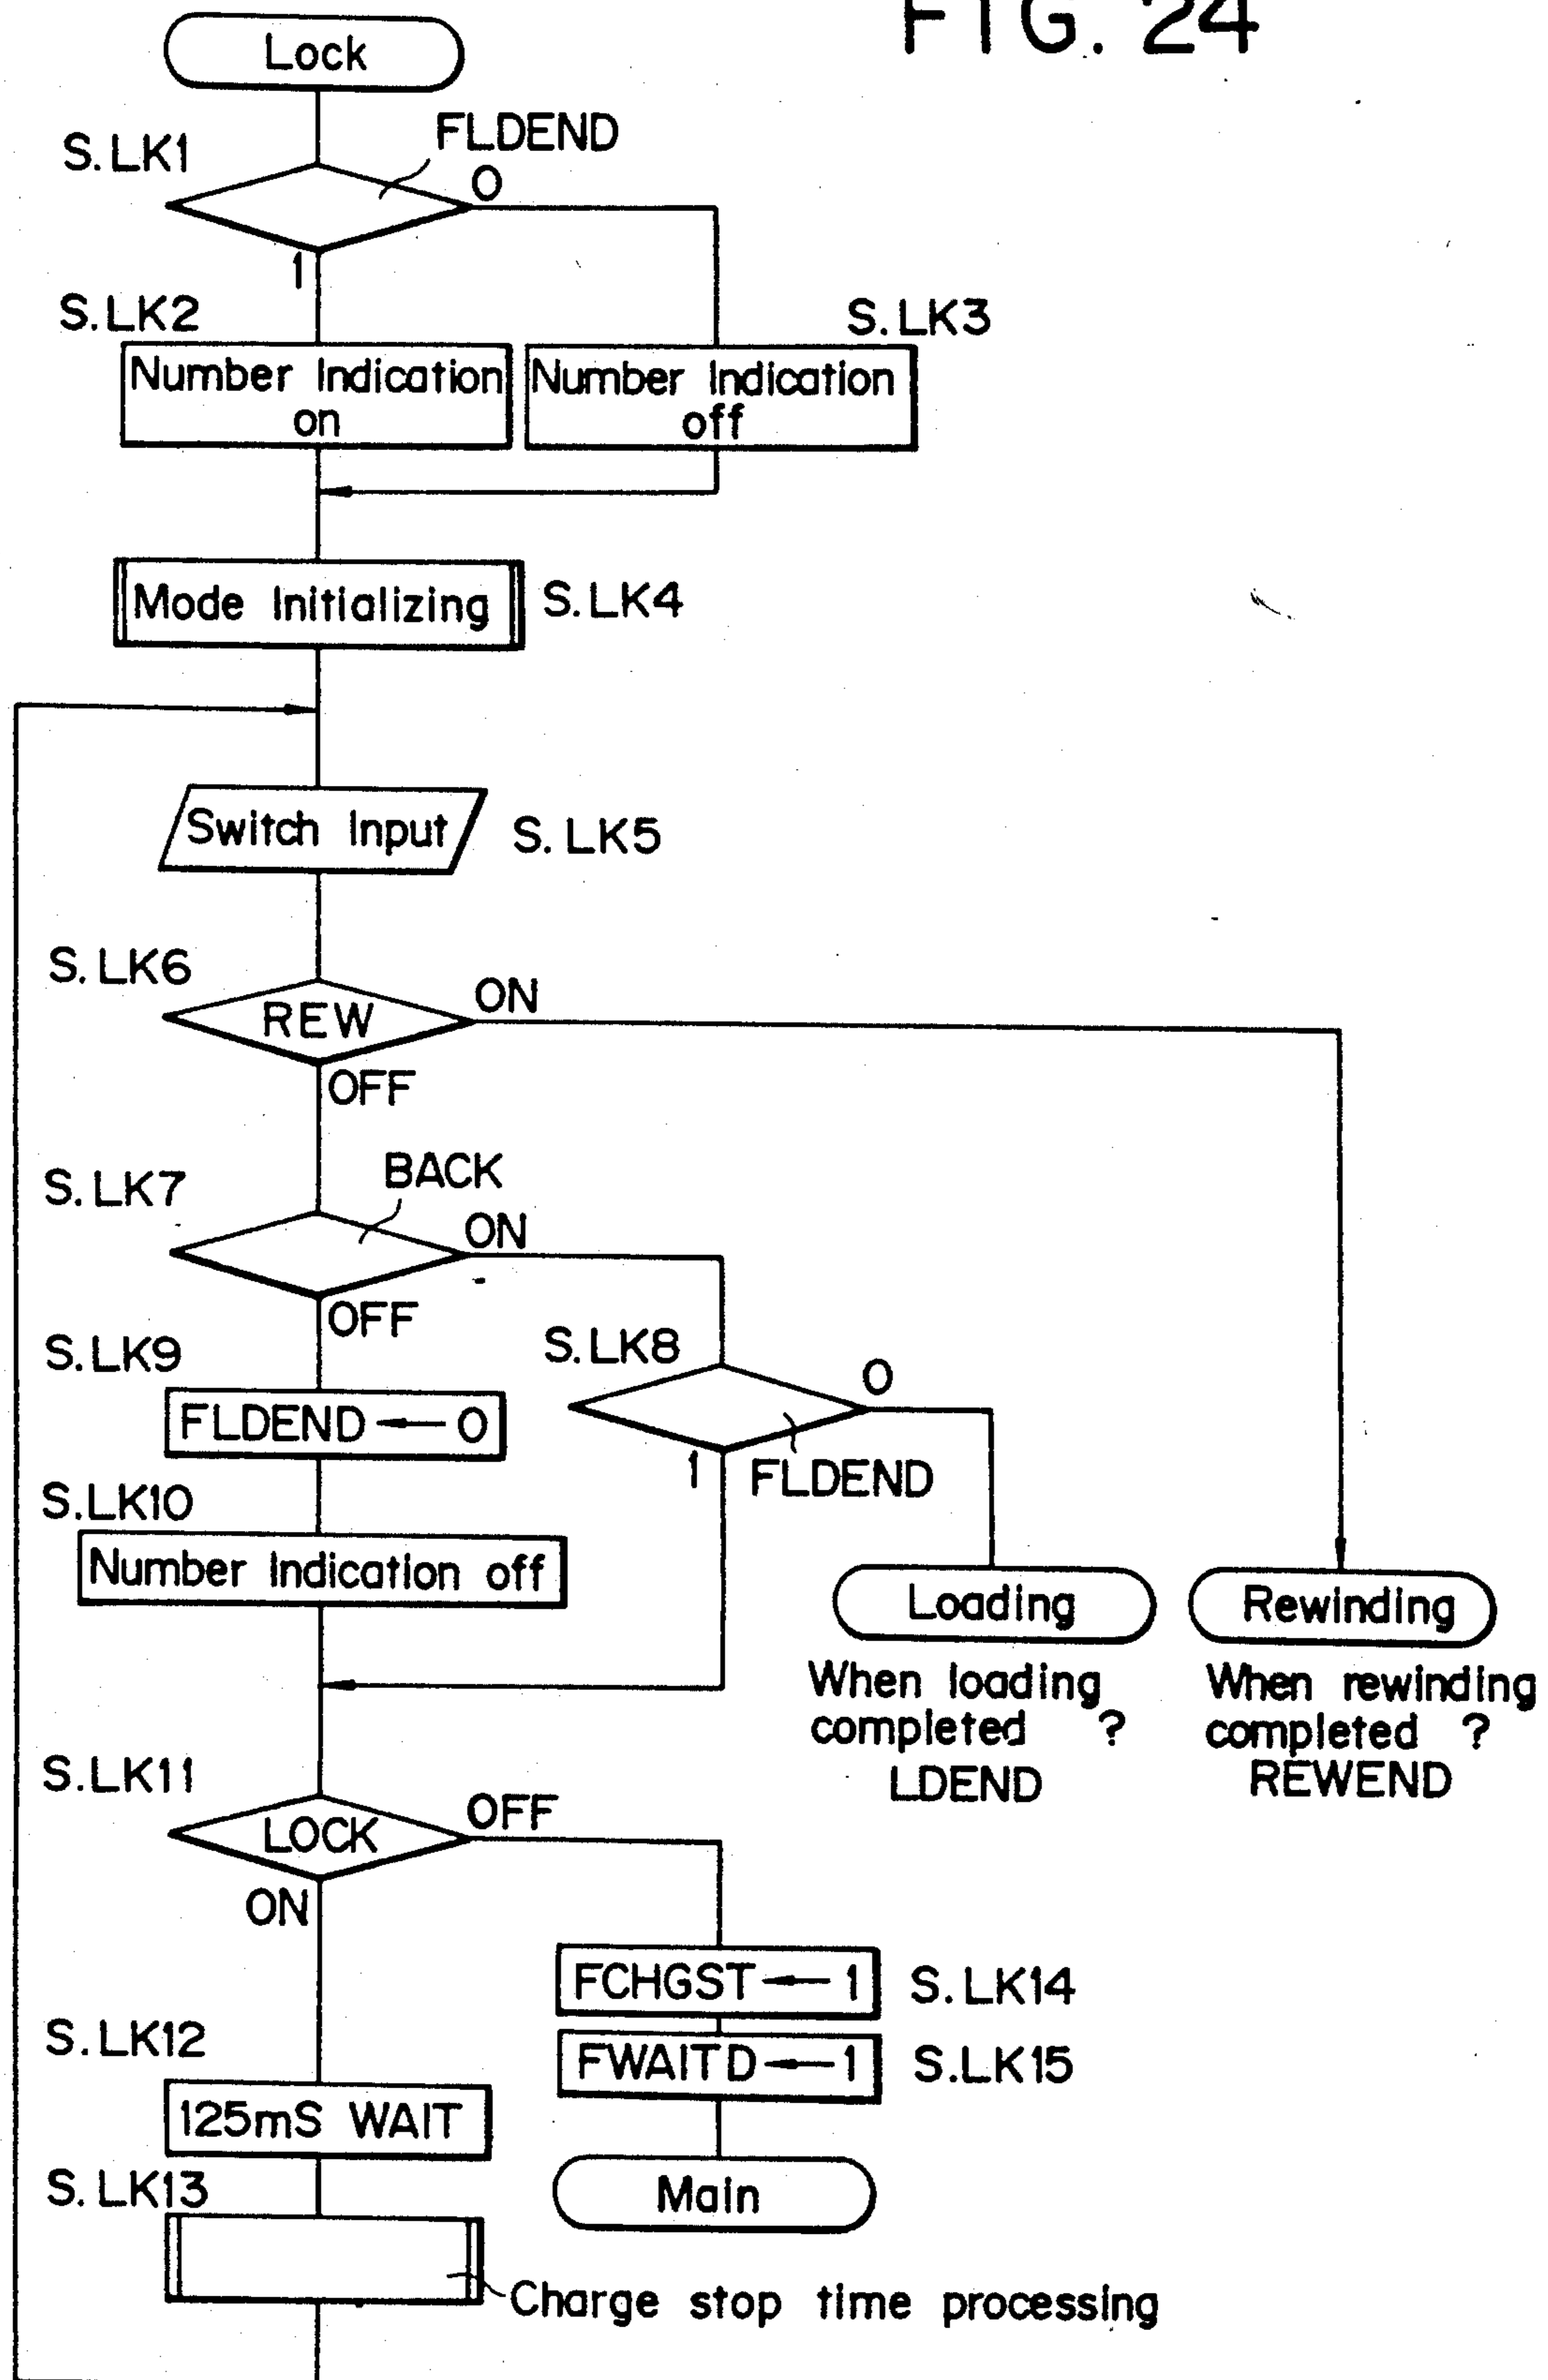 FIG. 24
Lock
S.LK1
FLDEND
0
1
S.LK2
Number Indication
on
S.LK3
Number Indication
off
Mode Initializing
S.LK4
Switch Input
S.LK5
S.LK6
REW
ON
OFF
S.LK7
BACK
ON
OFF
S.LK8
0
1
FLDEND
S.LK9
FLDEND ← 0
S.LK10
Number Indication off
Loading
When loading
completed ?
LDEND
Rewinding
When rewinding
completed ?
REWEND
S.LK11
LOCK
OFF
ON
FCHGST ← 1
S.LK14
FWAITD ← 1
S.LK15
Main
S.LK12
125mS WAIT
S.LK13
Charge stop time processing